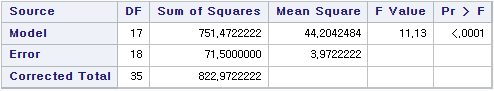 Source DF Sum of Squares Mean Square F Value Pr > F
Model 17 751,4722222 44,2042484 11,13 <,0001
Error 18 71,5000000 3,9722222
Corrected Total 35 822,9722222